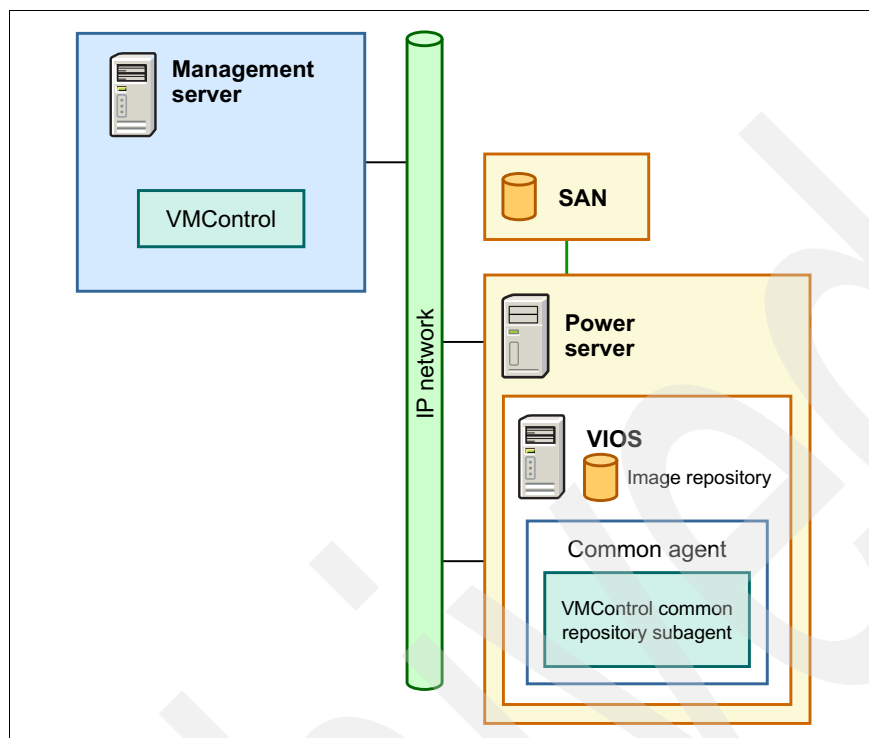 Management
server
VMControl
IP network
SAN
Power
server
VIOS
Image repository
Common agent
VMControl common
repository subagent